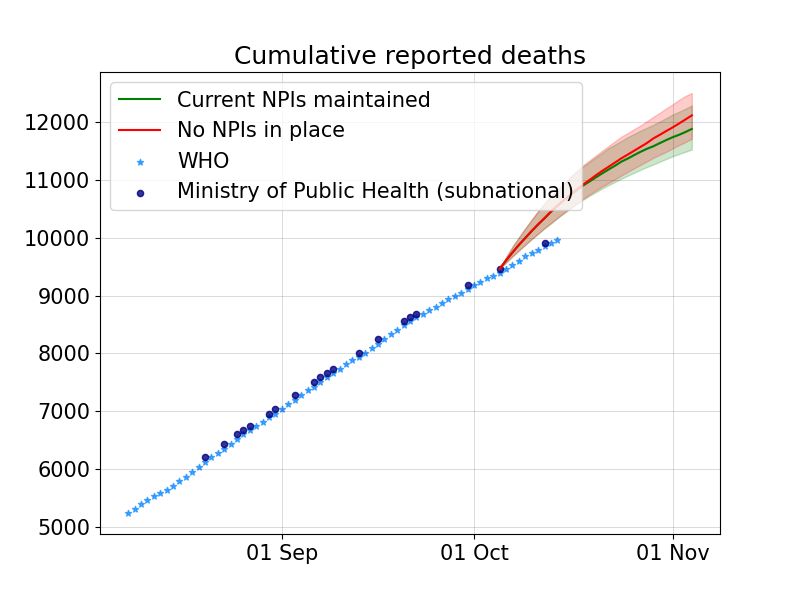 Cumulative reported deaths
Current NPIs maintained
No NPIs in place
WHO
Ministry of Public Health (subnational)
12000
11000
10000
9000
8000
7000
6000
5000
01 Sep
01 Oct
01 Nov